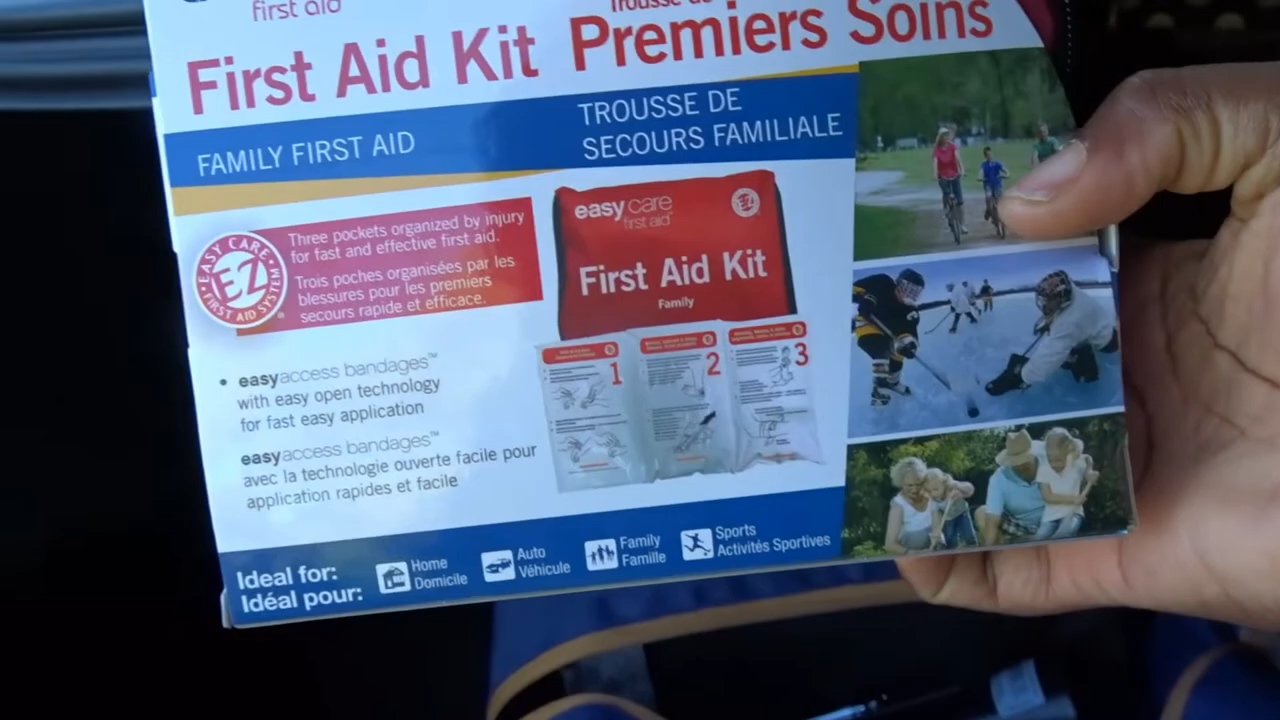 first aid
First Aid Kit
Trousse de
Premiers Soins
FAMILY FIRST AID
TROUSSE DE
SECOURS FAMILIALE
EASY CARE
EZ
FIRST AID SYSTEM
Three pockets organized by injury
for fast and effective first aid.
Trois poches organisées par les
blessures pour les premiers
secours rapide et efficace.
easy care
first aid
EZ
First Aid Kit
Family
1
2
3
• easyaccess bandages™
with easy open technology
for fast easy application
easyaccess bandages™
avec la technologie ouverte facile pour
application rapides et facile
Ideal for:
Idéal pour:
Home
Domicile
Auto
Véhicule
Family
Famille
Sports
Activités Sportives